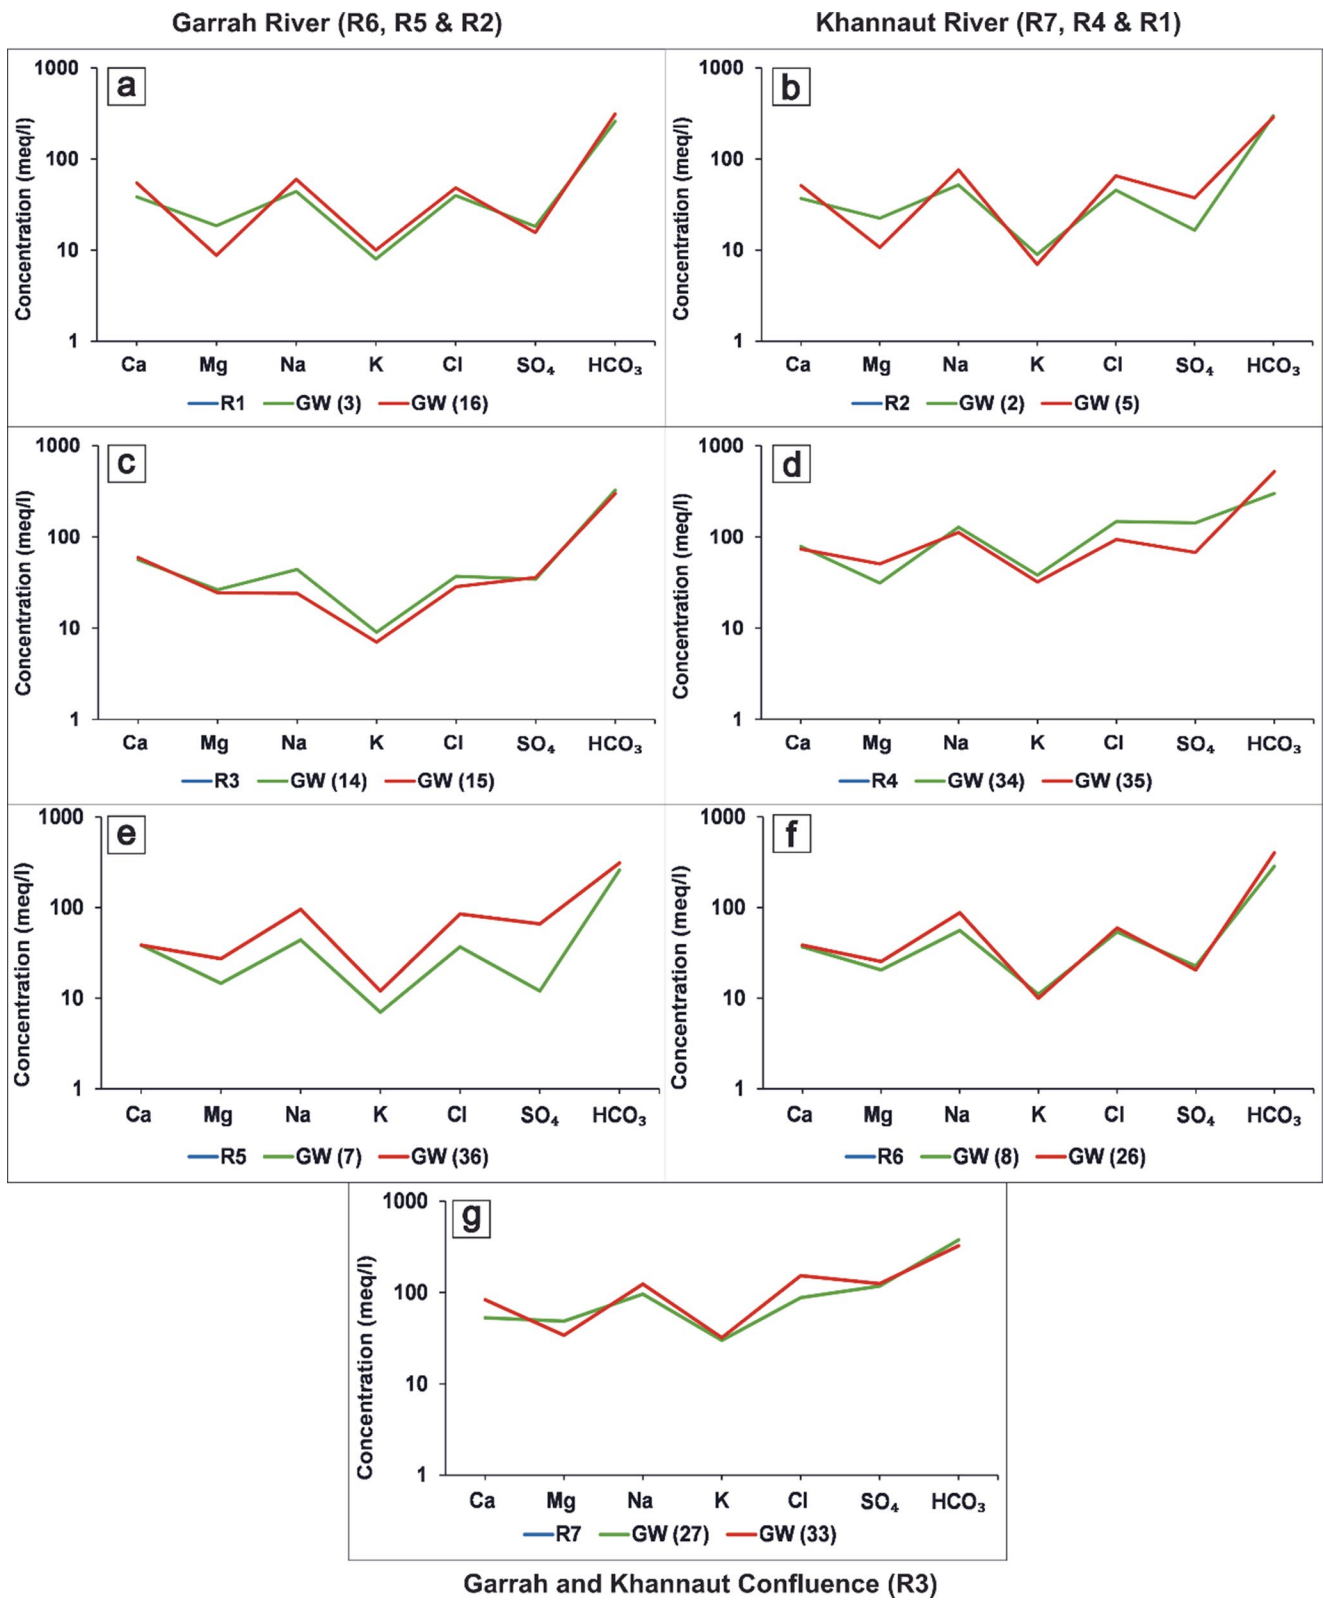 Garrah River (R6, R5 & R2)
Khannaut River (R7, R4 & R1)
a
Concentration (meq/l)
1000
100
10
1
Ca Mg Na K Cl SO₄ HCO₃
R1 GW (3) GW (16)
b
Concentration (meq/l)
1000
100
10
1
Ca Mg Na K Cl SO₄ HCO₃
R2 GW (2) GW (5)
c
Concentration (meq/l)
1000
100
10
1
Ca Mg Na K Cl SO₄ HCO₃
R3 GW (14) GW (15)
d
Concentration (meq/l)
1000
100
10
1
Ca Mg Na K Cl SO₄ HCO₃
R4 GW (34) GW (35)
e
Concentration (meq/l)
1000
100
10
1
Ca Mg Na K Cl SO₄ HCO₃
R5 GW (7) GW (36)
f
Concentration (meq/l)
1000
100
10
1
Ca Mg Na K Cl SO₄ HCO₃
R6 GW (8) GW (26)
g
Concentration (meq/l)
1000
100
10
1
Ca Mg Na K Cl SO₄ HCO₃
R7 GW (27) GW (33)
Garrah and Khannaut Confluence (R3)